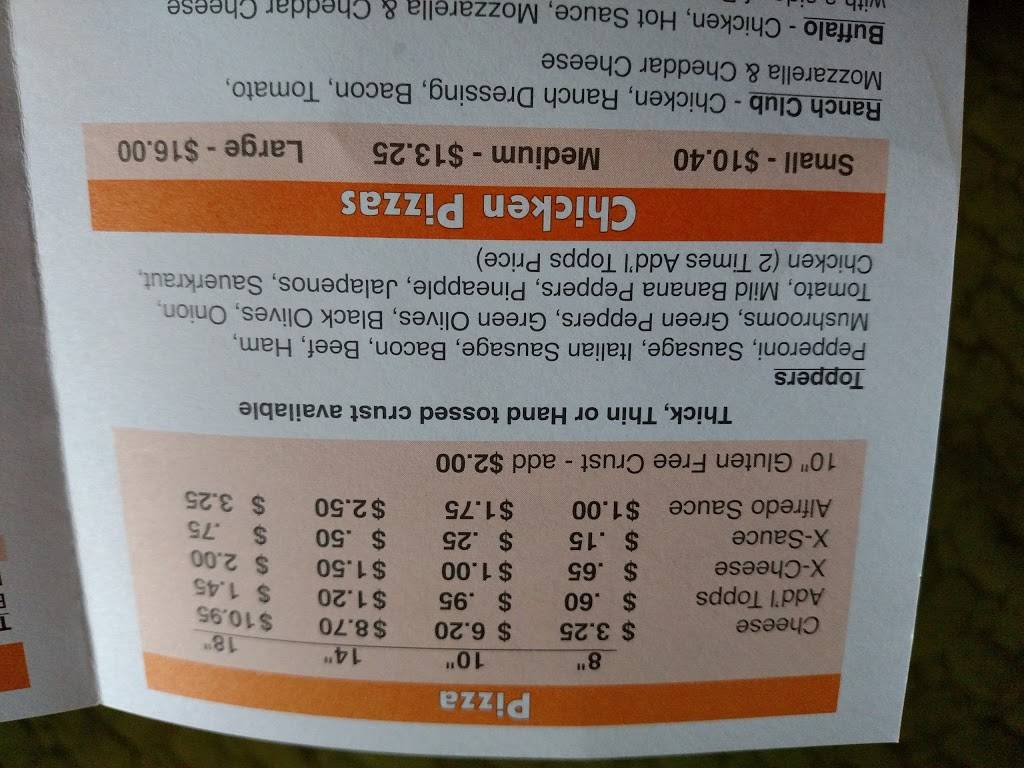 Pizza
8" 10" 14" 18"
Cheese $ 3.25 $ 6.20 $8.70 $10.95
Add'l Topps $ .60 $ .95 $1.20 $ 1.45
X-Cheese $ .65 $ 1.00 $1.50 $ 2.00
X-Sauce $ .15 $ .25 $ .50 $ .75
Alfredo Sauce $1.00 $1.75 $2.50 $ 3.25
10" Gluten Free Crust - add $2.00
Thick, Thin or Hand tossed crust available
Toppers
Pepperoni, Sausage, Italian Sausage, Bacon, Beef, Ham,
Mushrooms, Green Peppers, Green Olives, Black Olives, Onion,
Tomato, Mild Banana Peppers, Pineapple, Jalapenos, Sauerkraut,
Chicken (2 Times Add'l Topps Price)
Chicken Pizzas
Small - $10.40 Medium - $13.25 Large - $16.00
Ranch Club - Chicken, Ranch Dressing, Bacon, Tomato,
Mozzarella & Cheddar Cheese
Buffalo - Chicken, Hot Sauce, Mozzarella & Cheddar Cheese
with a side of